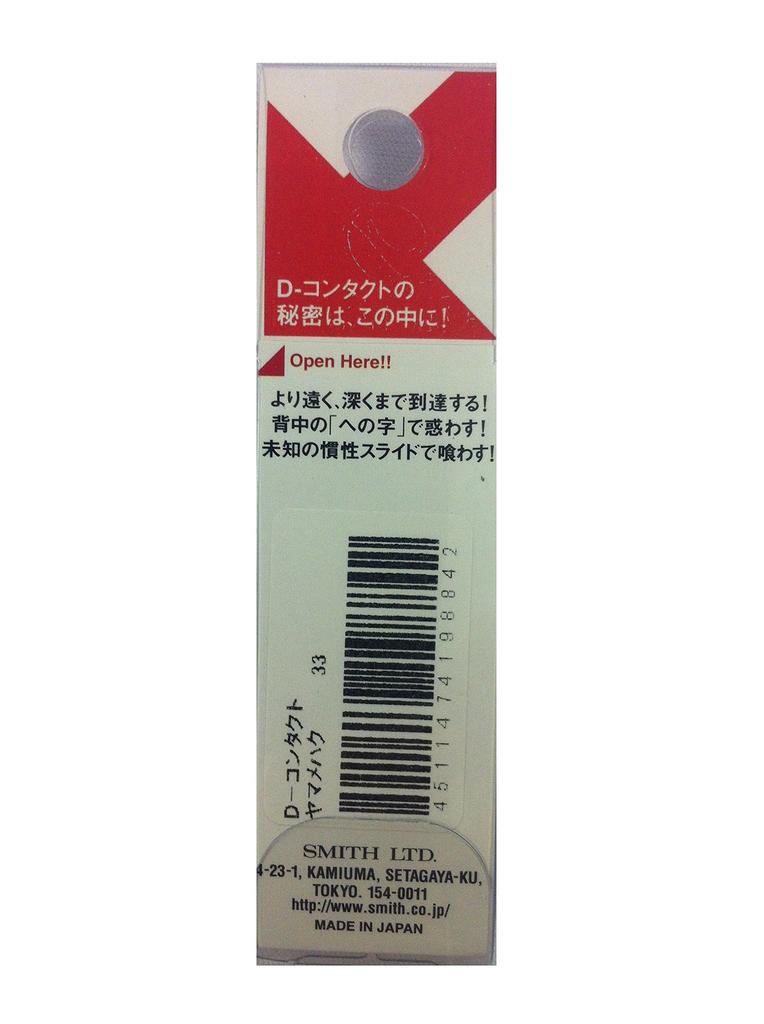 D-コンタクトの
秘密は、この中に!
Open Here!!
より遠く、深くまで到達する!
背中の「への字」で惑わす!
未知の慣性スライドで喰わす!
D-コンタクト
ヤマメハク 33
4511474198842
SMITH LTD.
4-23-1, KAMIUMA, SETAGAYA-KU,
TOKYO. 154-0011
http://www.smith.co.jp/
MADE IN JAPAN